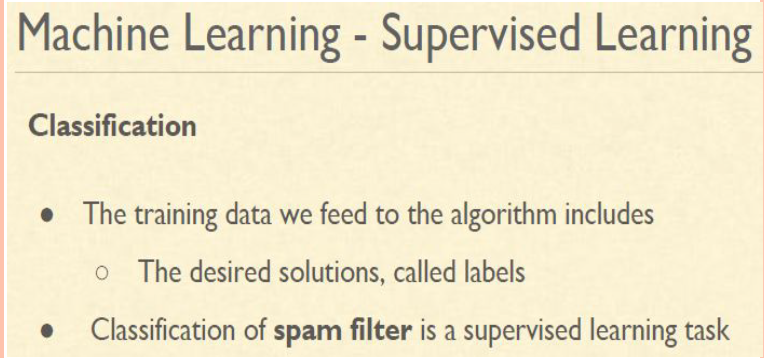 Machine Learning - Supervised Learning
Classification
● The training data we feed to the algorithm includes
○ The desired solutions, called labels
● Classification of spam filter is a supervised learning task